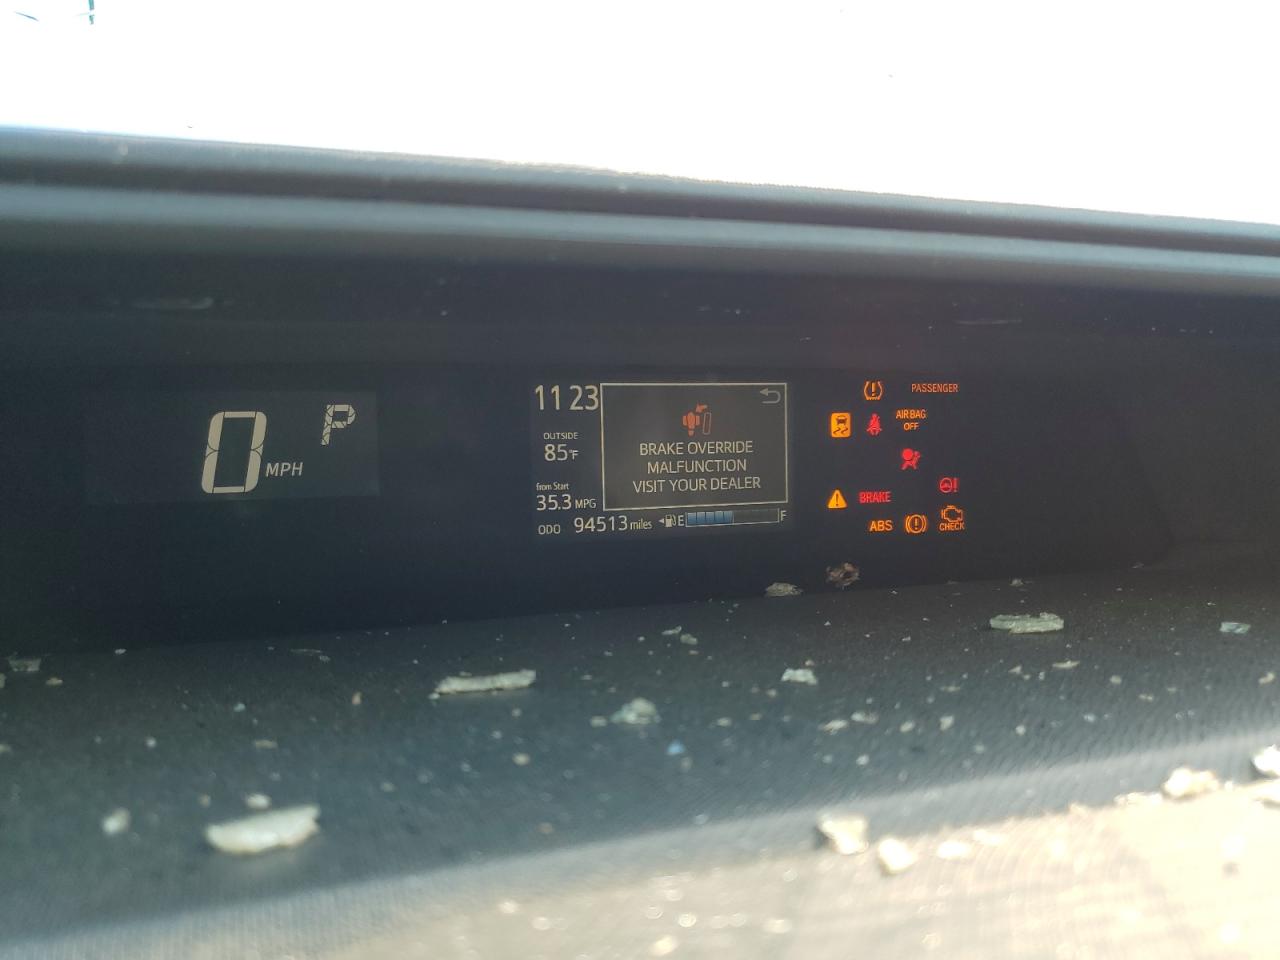 0 MPH P
11 23
OUTSIDE
85°F
from Start
35.3 MPG
ODO 94513 miles E F
BRAKE OVERRIDE
MALFUNCTION
VISIT YOUR DEALER
PASSENGER
AIR BAG
OFF
BRAKE
ABS
CHECK